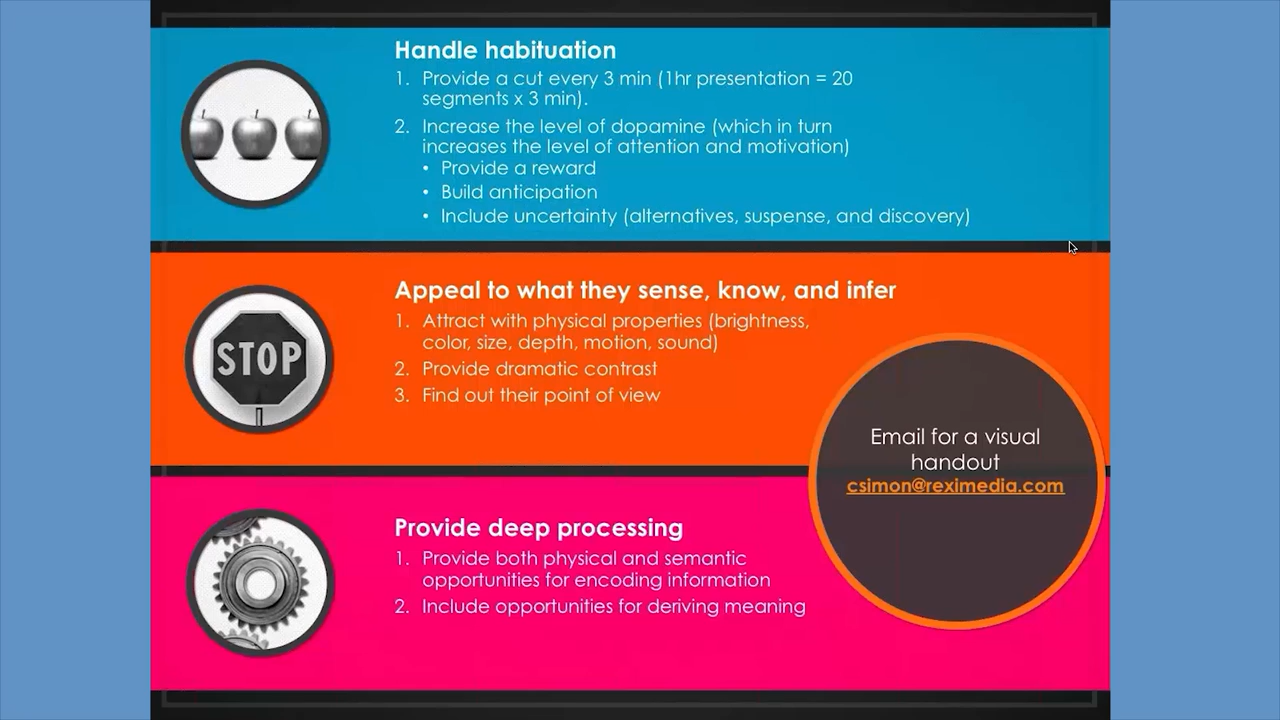 Handle habituation
1. Provide a cut every 3 min (1hr presentation = 20
segments x 3 min).
2. Increase the level of dopamine (which in turn
increases the level of attention and motivation)
• Provide a reward
• Build anticipation
• Include uncertainty (alternatives, suspense, and discovery)
STOP
Appeal to what they sense, know, and infer
1. Attract with physical properties (brightness,
color, size, depth, motion, sound)
2. Provide dramatic contrast
3. Find out their point of view
Email for a visual
handout
csimon@reximedia.com
Provide deep processing
1. Provide both physical and semantic
opportunities for encoding information
2. Include opportunities for deriving meaning